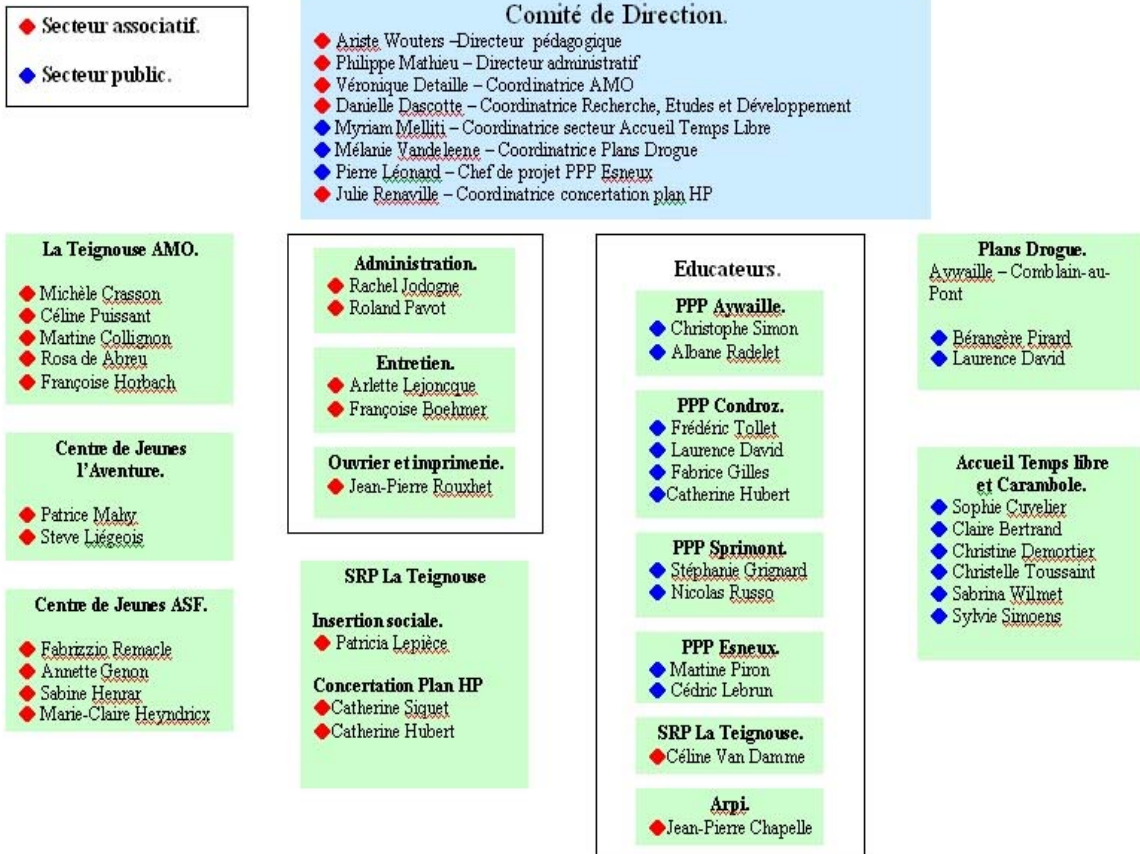 Secteur associatif.
Secteur public.
Comité de Direction.
Ariste Wouters –Directeur pédagogique
Philippe Mathieu – Directeur administratif
Véronique Detaille – Coordinatrice AMO
Danielle Dascotte – Coordinatrice Recherche, Etudes et Développement
Myriam Melliti – Coordinatrice secteur Accueil Temps Libre
Mélanie Vandeleene – Coordinatrice Plans Drogue
Pierre Léonard – Chef de projet PPP Esneux
Julie Renaville – Coordinatrice concertation plan HP
La Teignouse AMO.
Michèle Crasson
Céline Puissant
Martine Collignon
Rosa de Abreu
Françoise Horbach
Centre de Jeunes
l'Aventure.
Patrice Mahy
Steve Liégeois
Centre de Jeunes ASF.
Fabrizzio Remacle
Annette Genon
Sabine Henrar
Marie-Claire Heyndricx
Administration.
Rachel Jodogne
Roland Pavot
Entretien.
Arlette Lejoncque
Françoise Boehmer
Ouvrier et imprimerie.
Jean-Pierre Rouxhet
SRP La Teignouse
Insertion sociale.
Patricia Lepièce
Concertation Plan HP
Catherine Siquet
Catherine Hubert
Educateurs.
PPP Aywaille.
Christophe Simon
Albane Radelet
PPP Condroz.
Frédéric Tollet
Laurence David
Fabrice Gilles
Catherine Hubert
PPP Sprimont.
Stéphanie Grignard
Nicolas Russo
PPP Esneux.
Martine Piron
Cédric Lebrun
SRP La Teignouse.
Céline Van Damme
Arpi.
Jean-Pierre Chapelle
Plans Drogue.
Aywaille – Comblain-au-
Pont
Bérangère Pirard
Laurence David
Accueil Temps libre
et Carambole.
Sophie Cuvelier
Claire Bertrand
Christine Demortier
Christelle Toussaint
Sabrina Wilmet
Sylvie Simoens